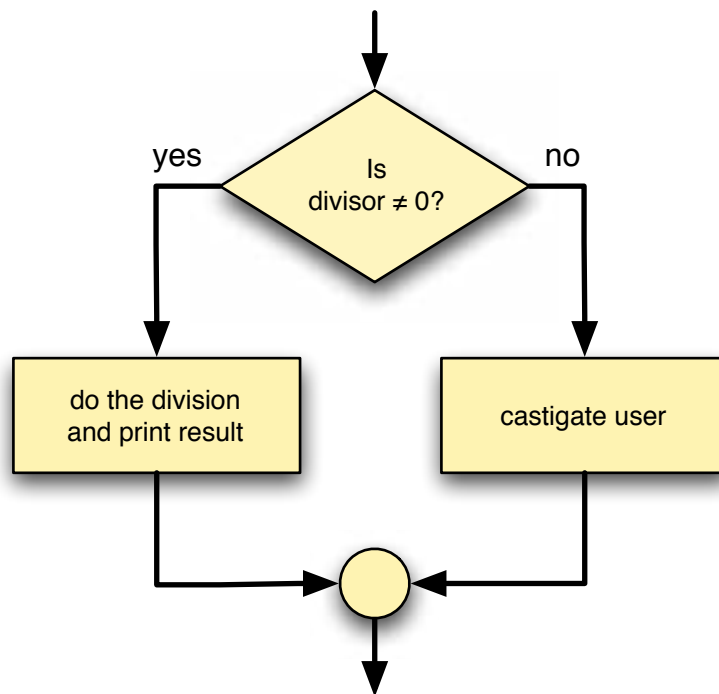 yes
Is
divisor ≠ 0?
no
do the division
and print result
castigate user